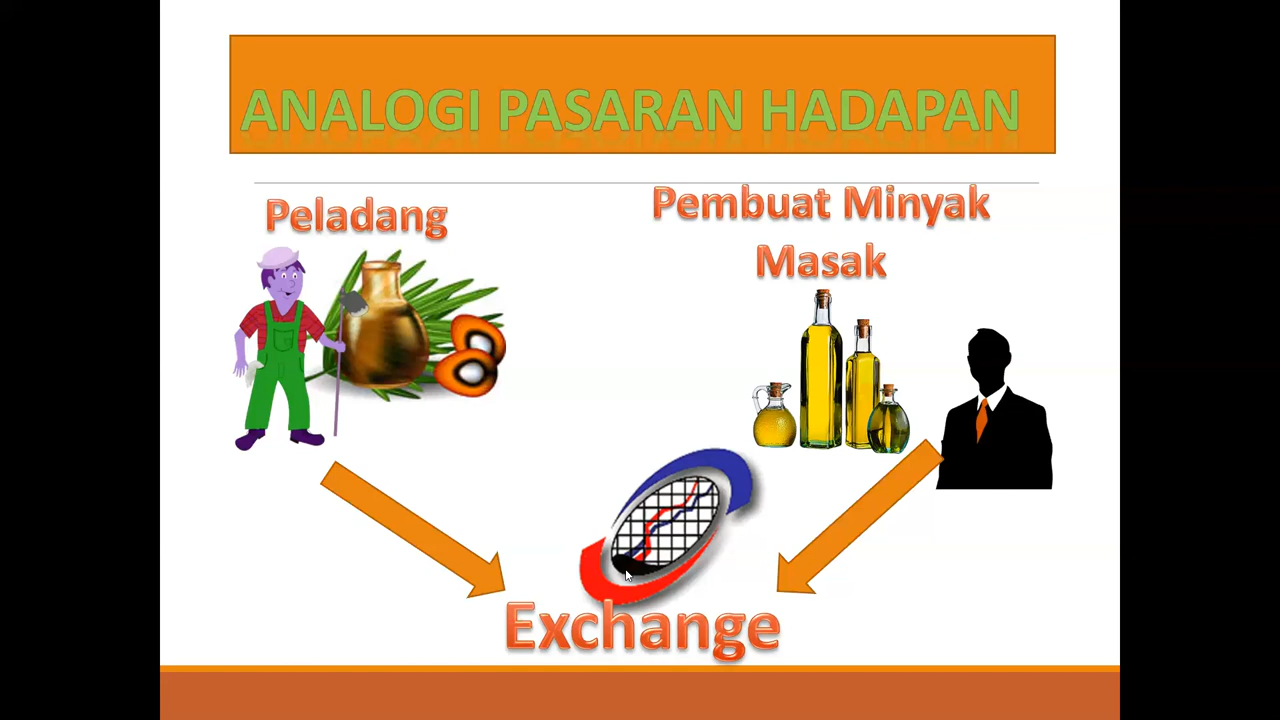 ANALOGI PASARAN HADAPAN
Peladang
Pembuat Minyak
Masak
Exchange